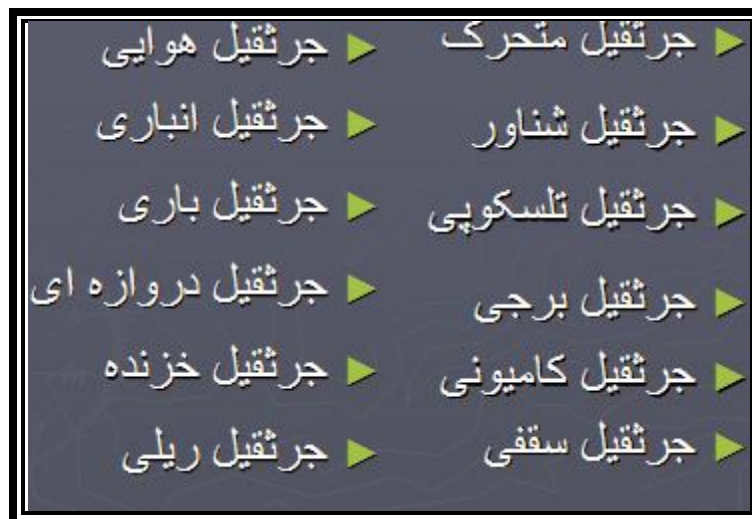 جرثقیل متحرک
جرثقیل شناور
جرثقیل تلسکوپی
جرثقیل برجی
جرثقیل کامیونی
جرثقیل سقفی
جرثقیل هوایی
جرثقیل انباری
جرثقیل باری
جرثقیل دروازه ای
جرثقیل خزنده
جرثقیل ریلی